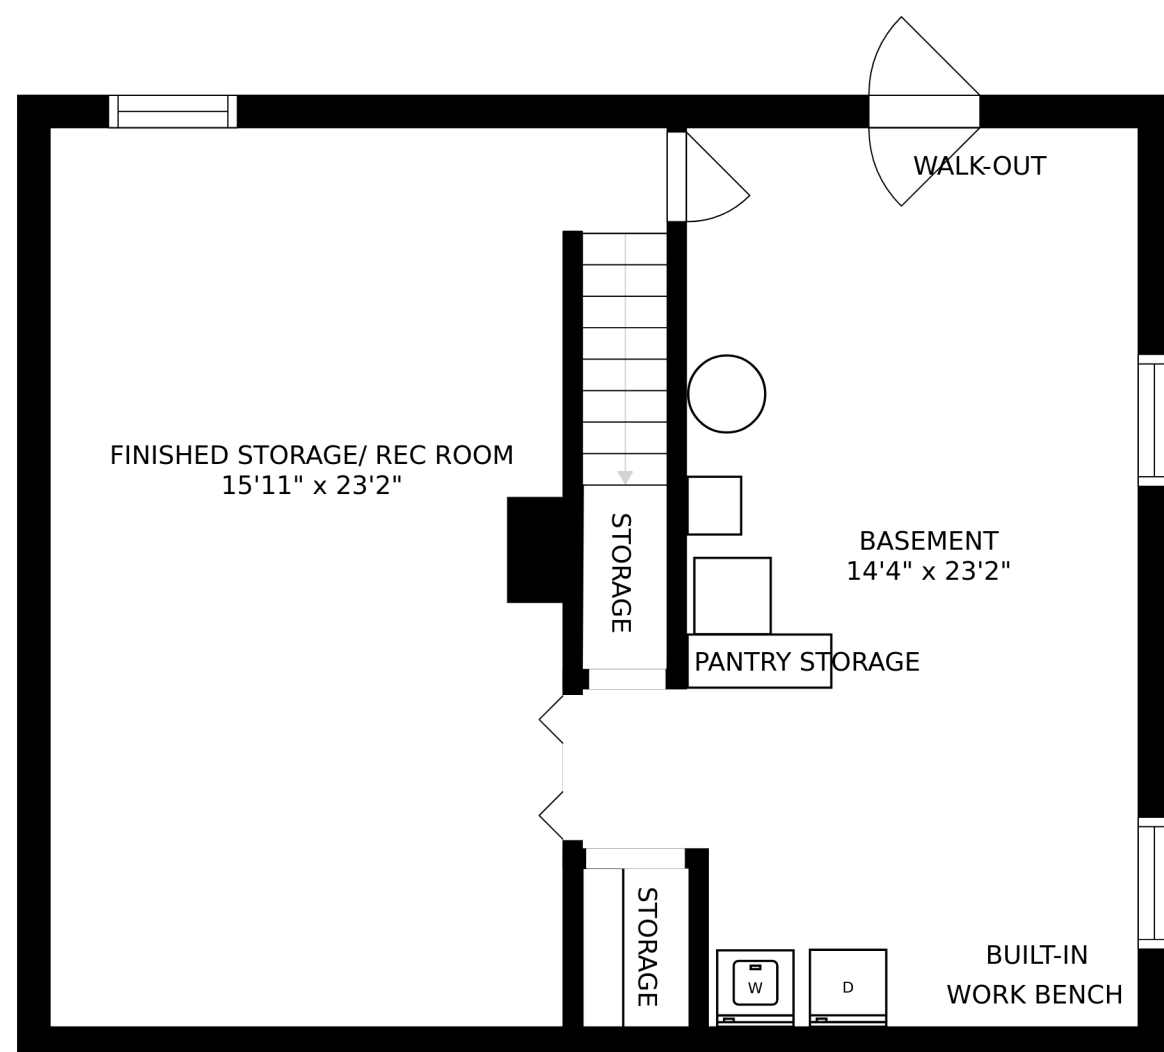 WALK-OUT
FINISHED STORAGE/ REC ROOM
15'11" x 23'2"
STORAGE
BASEMENT
14'4" x 23'2"
PANTRY STORAGE
STORAGE
W
D
BUILT-IN
WORK BENCH